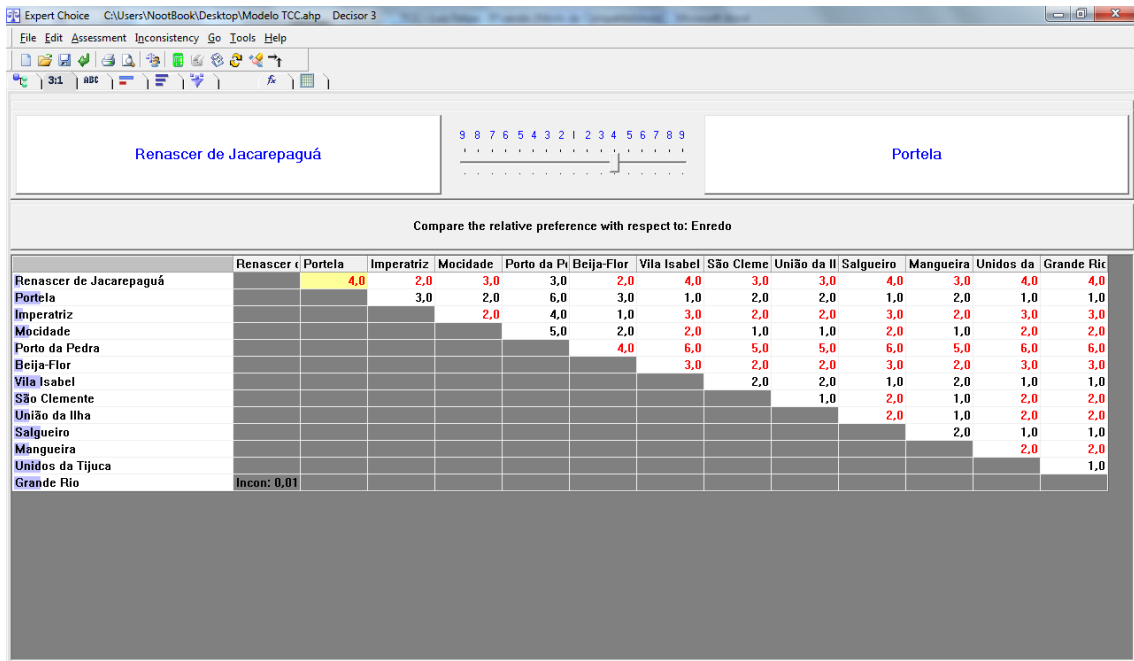 Expert Choice C:\Users\NootBook\Desktop\Modelo TCC.ahp Decisor 3
File Edit Assessment Inconsistency Go Tools Help
3:1 ABC fx
9 8 7 6 5 4 3 2 1 2 3 4 5 6 7 8 9
Renascer de Jacarepaguá Portela
Compare the relative preference with respect to: Enredo
Renascer ( Portela Imperatriz Mocidade Porto da P Beija-Flor Vila Isabel São Cleme União da Il Salgueiro Mangueira Unidos da Grande Ric
Renascer de Jacarepaguá 4,0 2,0 3,0 3,0 2,0 4,0 3,0 3,0 4,0 3,0 4,0 4,0
Portela 3,0 2,0 6,0 3,0 1,0 2,0 2,0 1,0 2,0 1,0 1,0
Imperatriz 2,0 4,0 1,0 3,0 2,0 2,0 3,0 2,0 3,0 3,0
Mocidade 5,0 2,0 2,0 1,0 1,0 2,0 1,0 2,0 2,0
Porto da Pedra 4,0 6,0 5,0 5,0 6,0 5,0 6,0 6,0
Beija-Flor 3,0 2,0 2,0 3,0 2,0 3,0 3,0
Vila Isabel 2,0 2,0 1,0 2,0 1,0 1,0
São Clemente 1,0 2,0 1,0 2,0 2,0
União da Ilha 2,0 1,0 2,0 2,0
Salgueiro 2,0 1,0 1,0
Mangueira 2,0 2,0
Unidos da Tijuca 1,0
Grande Rio Incon: 0,01